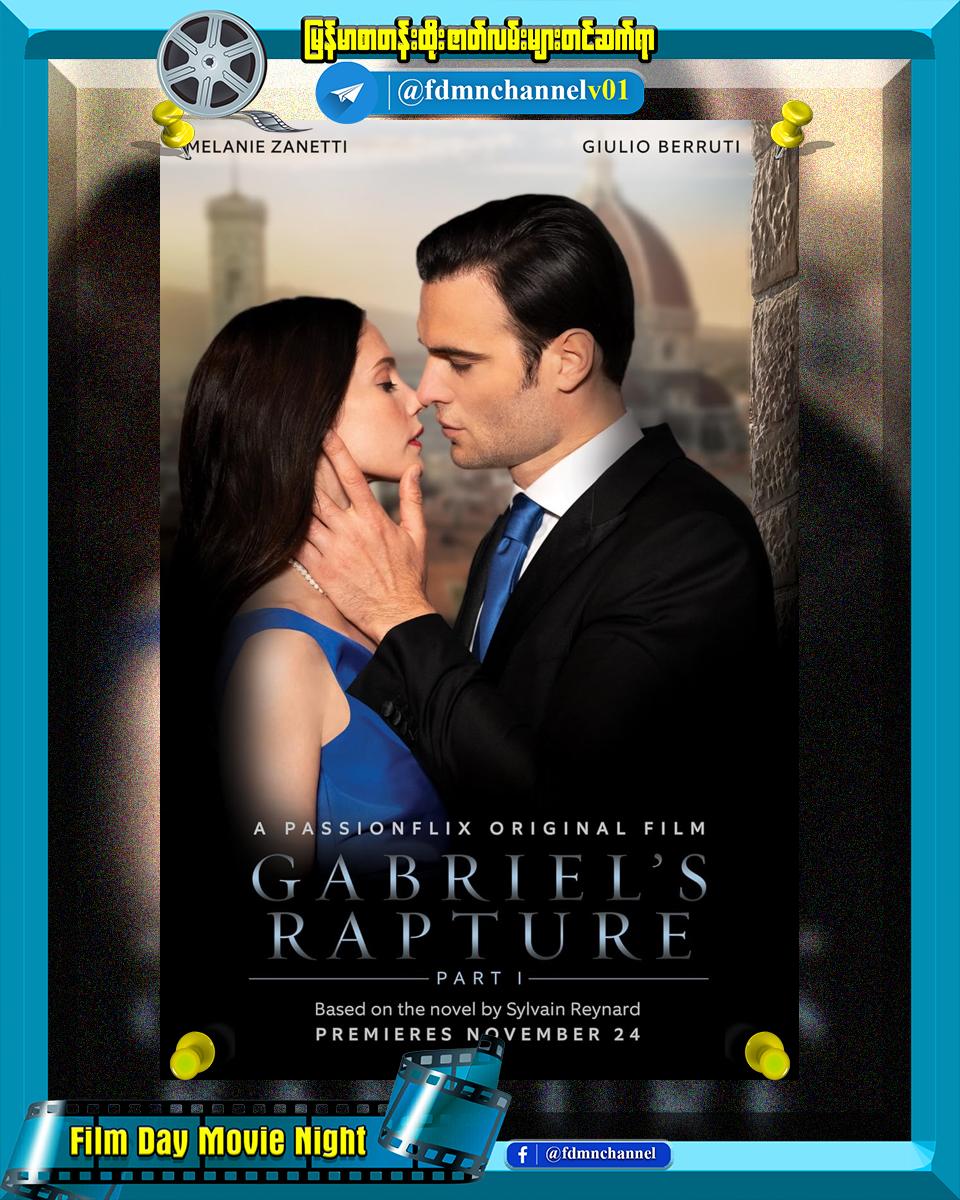 မြန်မာစာတန်းထိုးဇာတ်လမ်းများတင်ဆက်ရာ
@fdmnchannelv01
MELANIE ZANETTI
GIULIO BERRUTI
A PASSIONFLIX ORIGINAL FILM
GABRIEL'S
RAPTURE
PART I
Based on the novel by Sylvain Reynard
PREMIERES NOVEMBER 24
Film Day Movie Night
@fdmnchannel